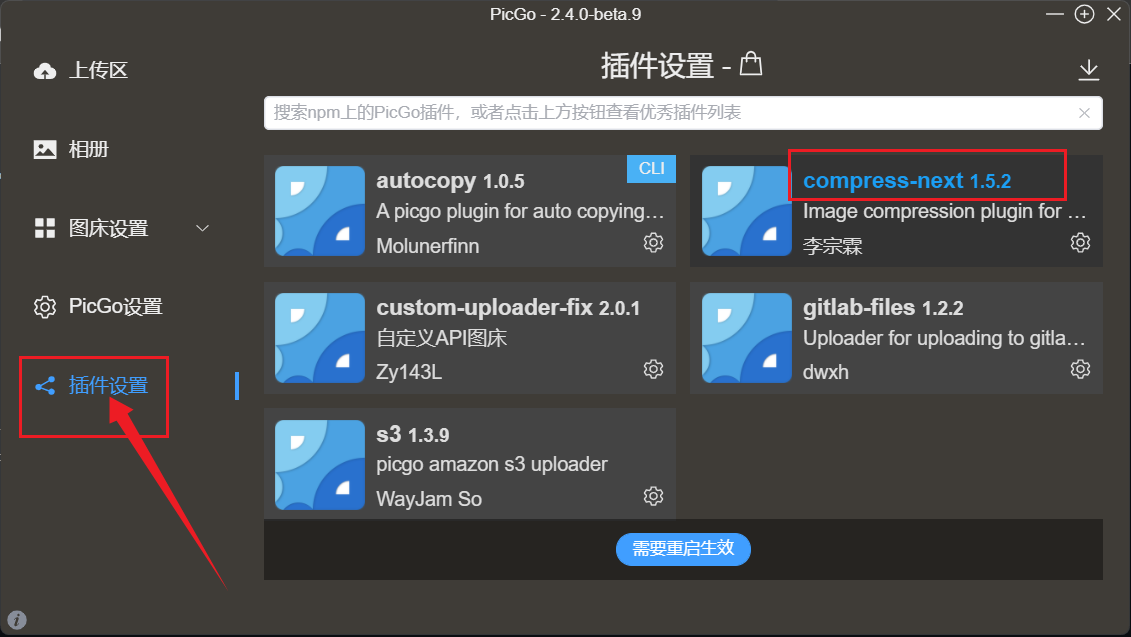 PicGo - 2.4.0-beta.9
上传区
相册
图床设置
PicGo设置
插件设置
插件设置 -
搜索npm上的PicGo插件，或者点击上方按钮查看优秀插件列表
autocopy 1.0.5
CLI
A picgo plugin for auto copying...
Molunerfinn
compress-next 1.5.2
Image compression plugin for ...
李宗霖
custom-uploader-fix 2.0.1
自定义API图床
Zy143L
gitlab-files 1.2.2
Uploader for uploading to gitla...
dwxh
s3 1.3.9
picgo amazon s3 uploader
WayJam So
需要重启生效